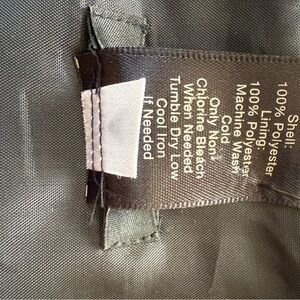 Shell:
100% Polyester
Lining:
100% Polyester
Machine Wash
Cold
Only Non
Chlorine Bleach
When Needed
Tumble Dry Low
Cool Iron
If Needed